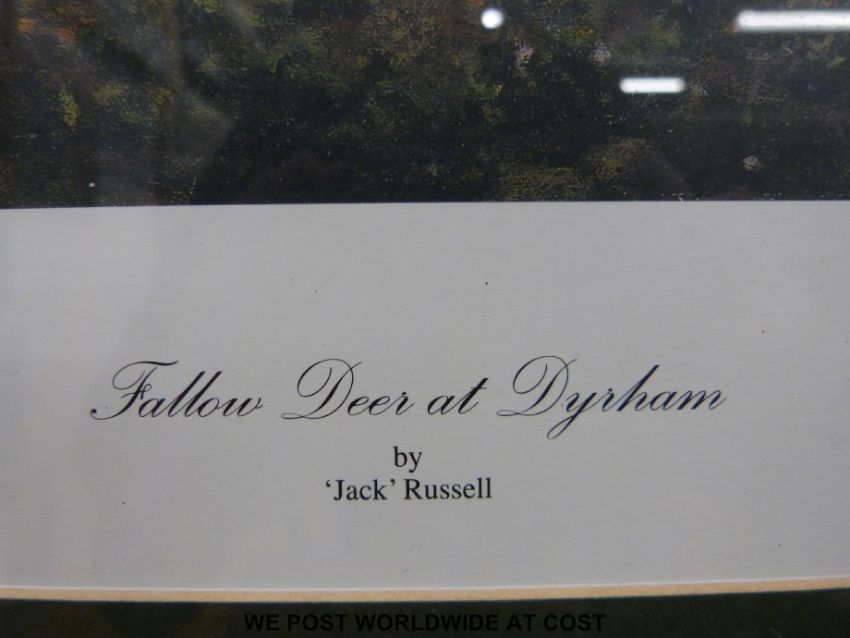 Fallow Deer at Dyrham
by
‘Jack’ Russell
WE POST WORLDWIDE AT COST